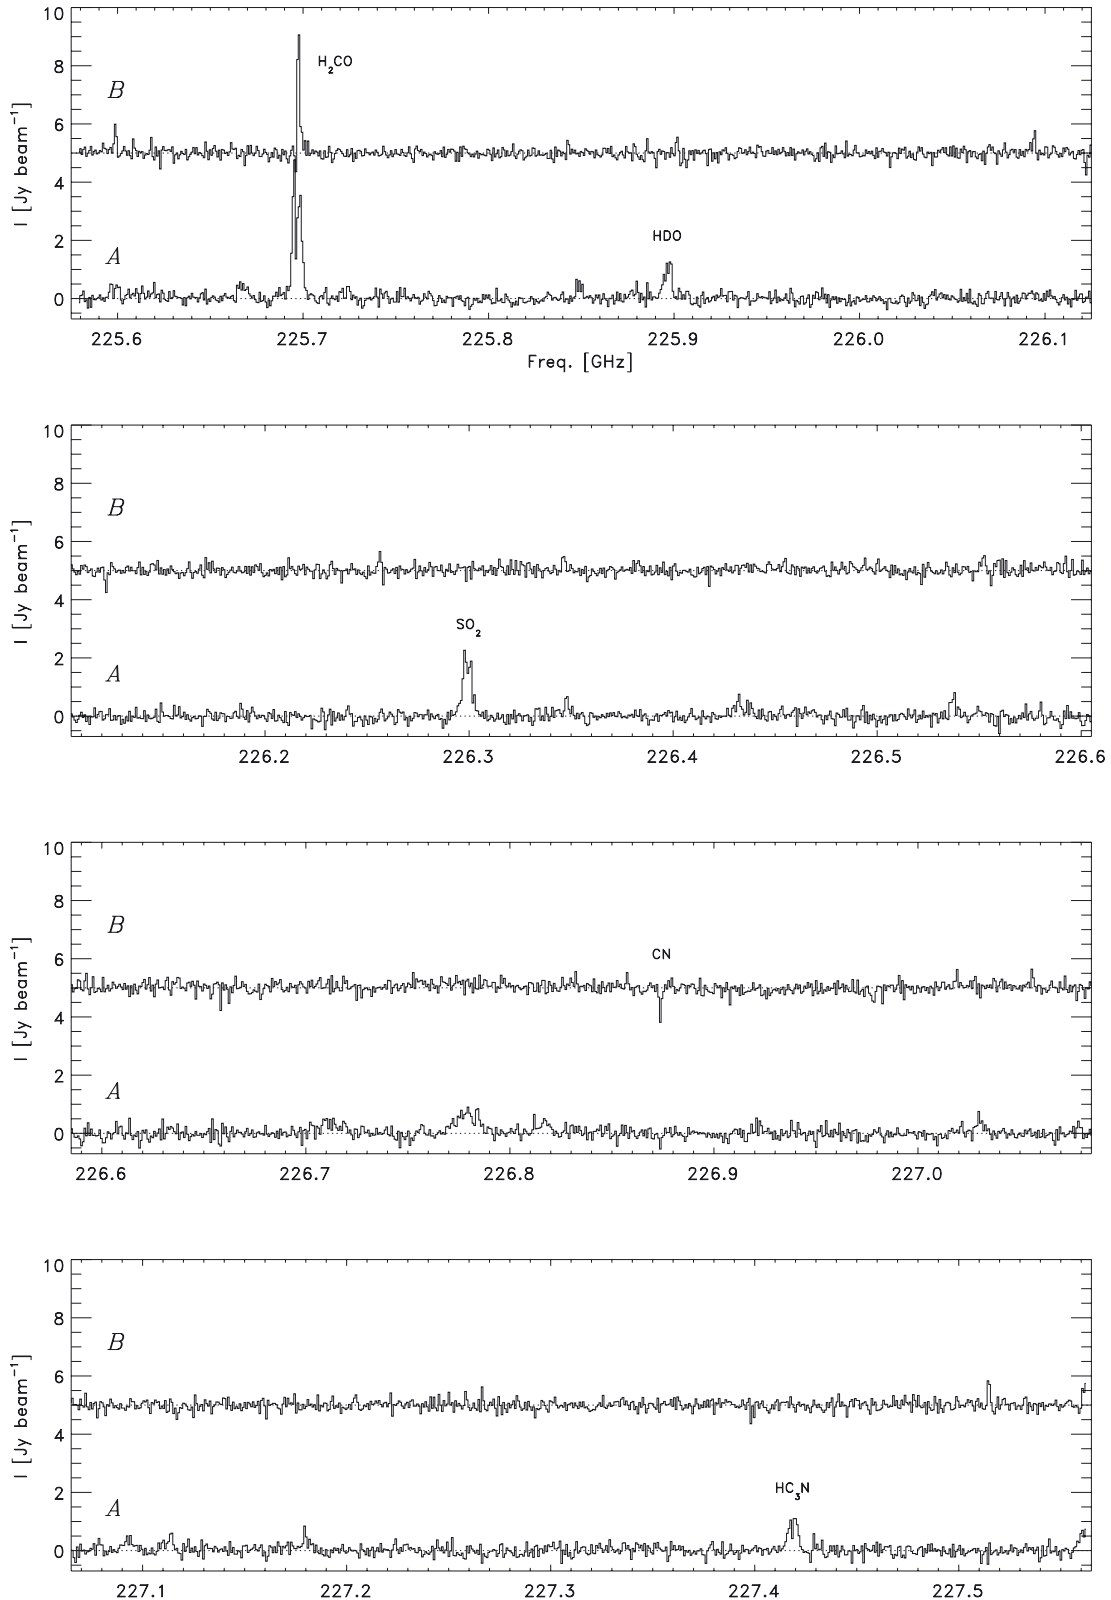 10
8
6
4
2
0
I [Jy beam⁻¹]
B
A
H₂CO
HDO
225.6 225.7 225.8 225.9 226.0 226.1
Freq. [GHz]
10
8
6
4
2
0
I [Jy beam⁻¹]
B
A
SO₂
226.2 226.3 226.4 226.5 226.6
10
8
6
4
2
0
I [Jy beam⁻¹]
B
A
CN
226.6 226.7 226.8 226.9 227.0
10
8
6
4
2
0
I [Jy beam⁻¹]
B
A
HC₃N
227.1 227.2 227.3 227.4 227.5